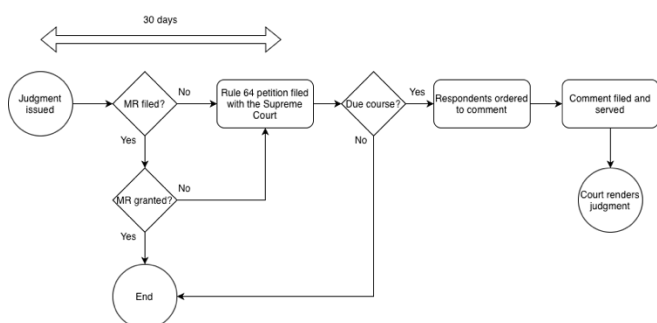 30 days
Judgment
issued
MR filed?
No
Rule 64 petition filed
with the Supreme
Court
Due course?
Yes
Respondents ordered
to comment
Comment filed and
served
Yes
No
MR granted?
No
Court renders
judgment
Yes
End